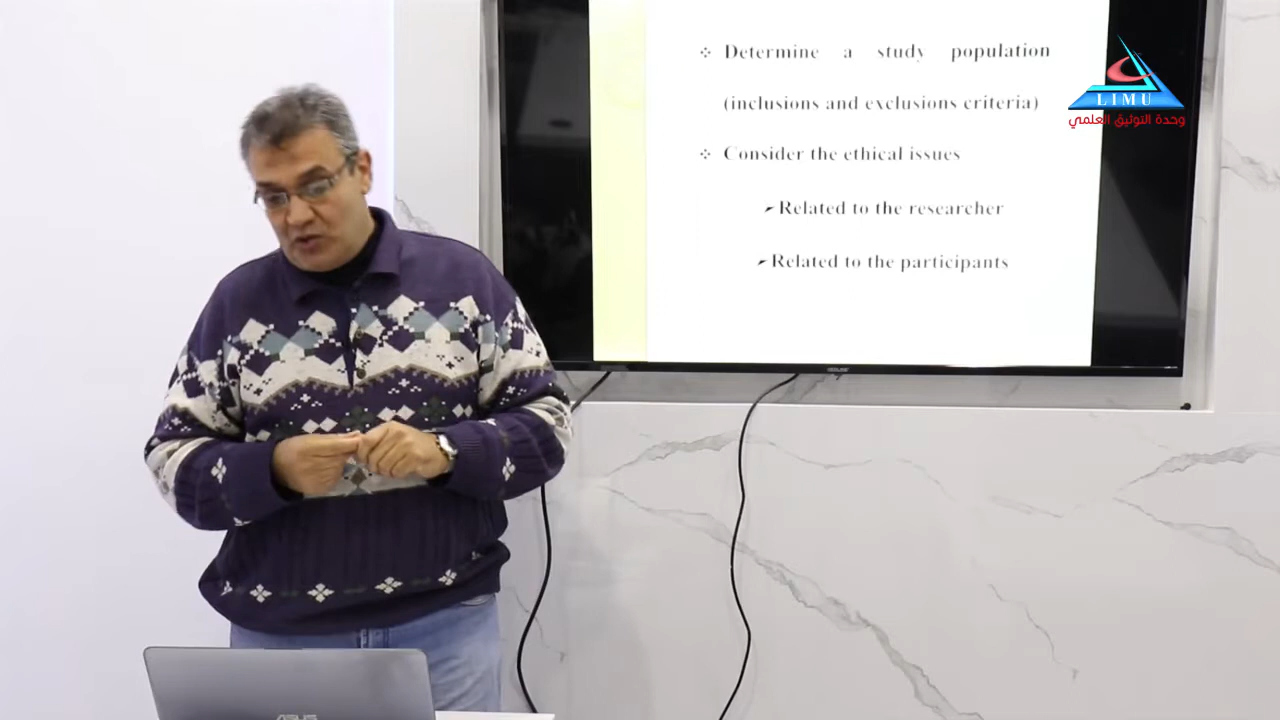 Determine a study population
(inclusions and exclusions criteria)
Consider the ethical issues
Related to the researcher
Related to the participants
LIMU
وحدة التوثيق العلمي
ASUS